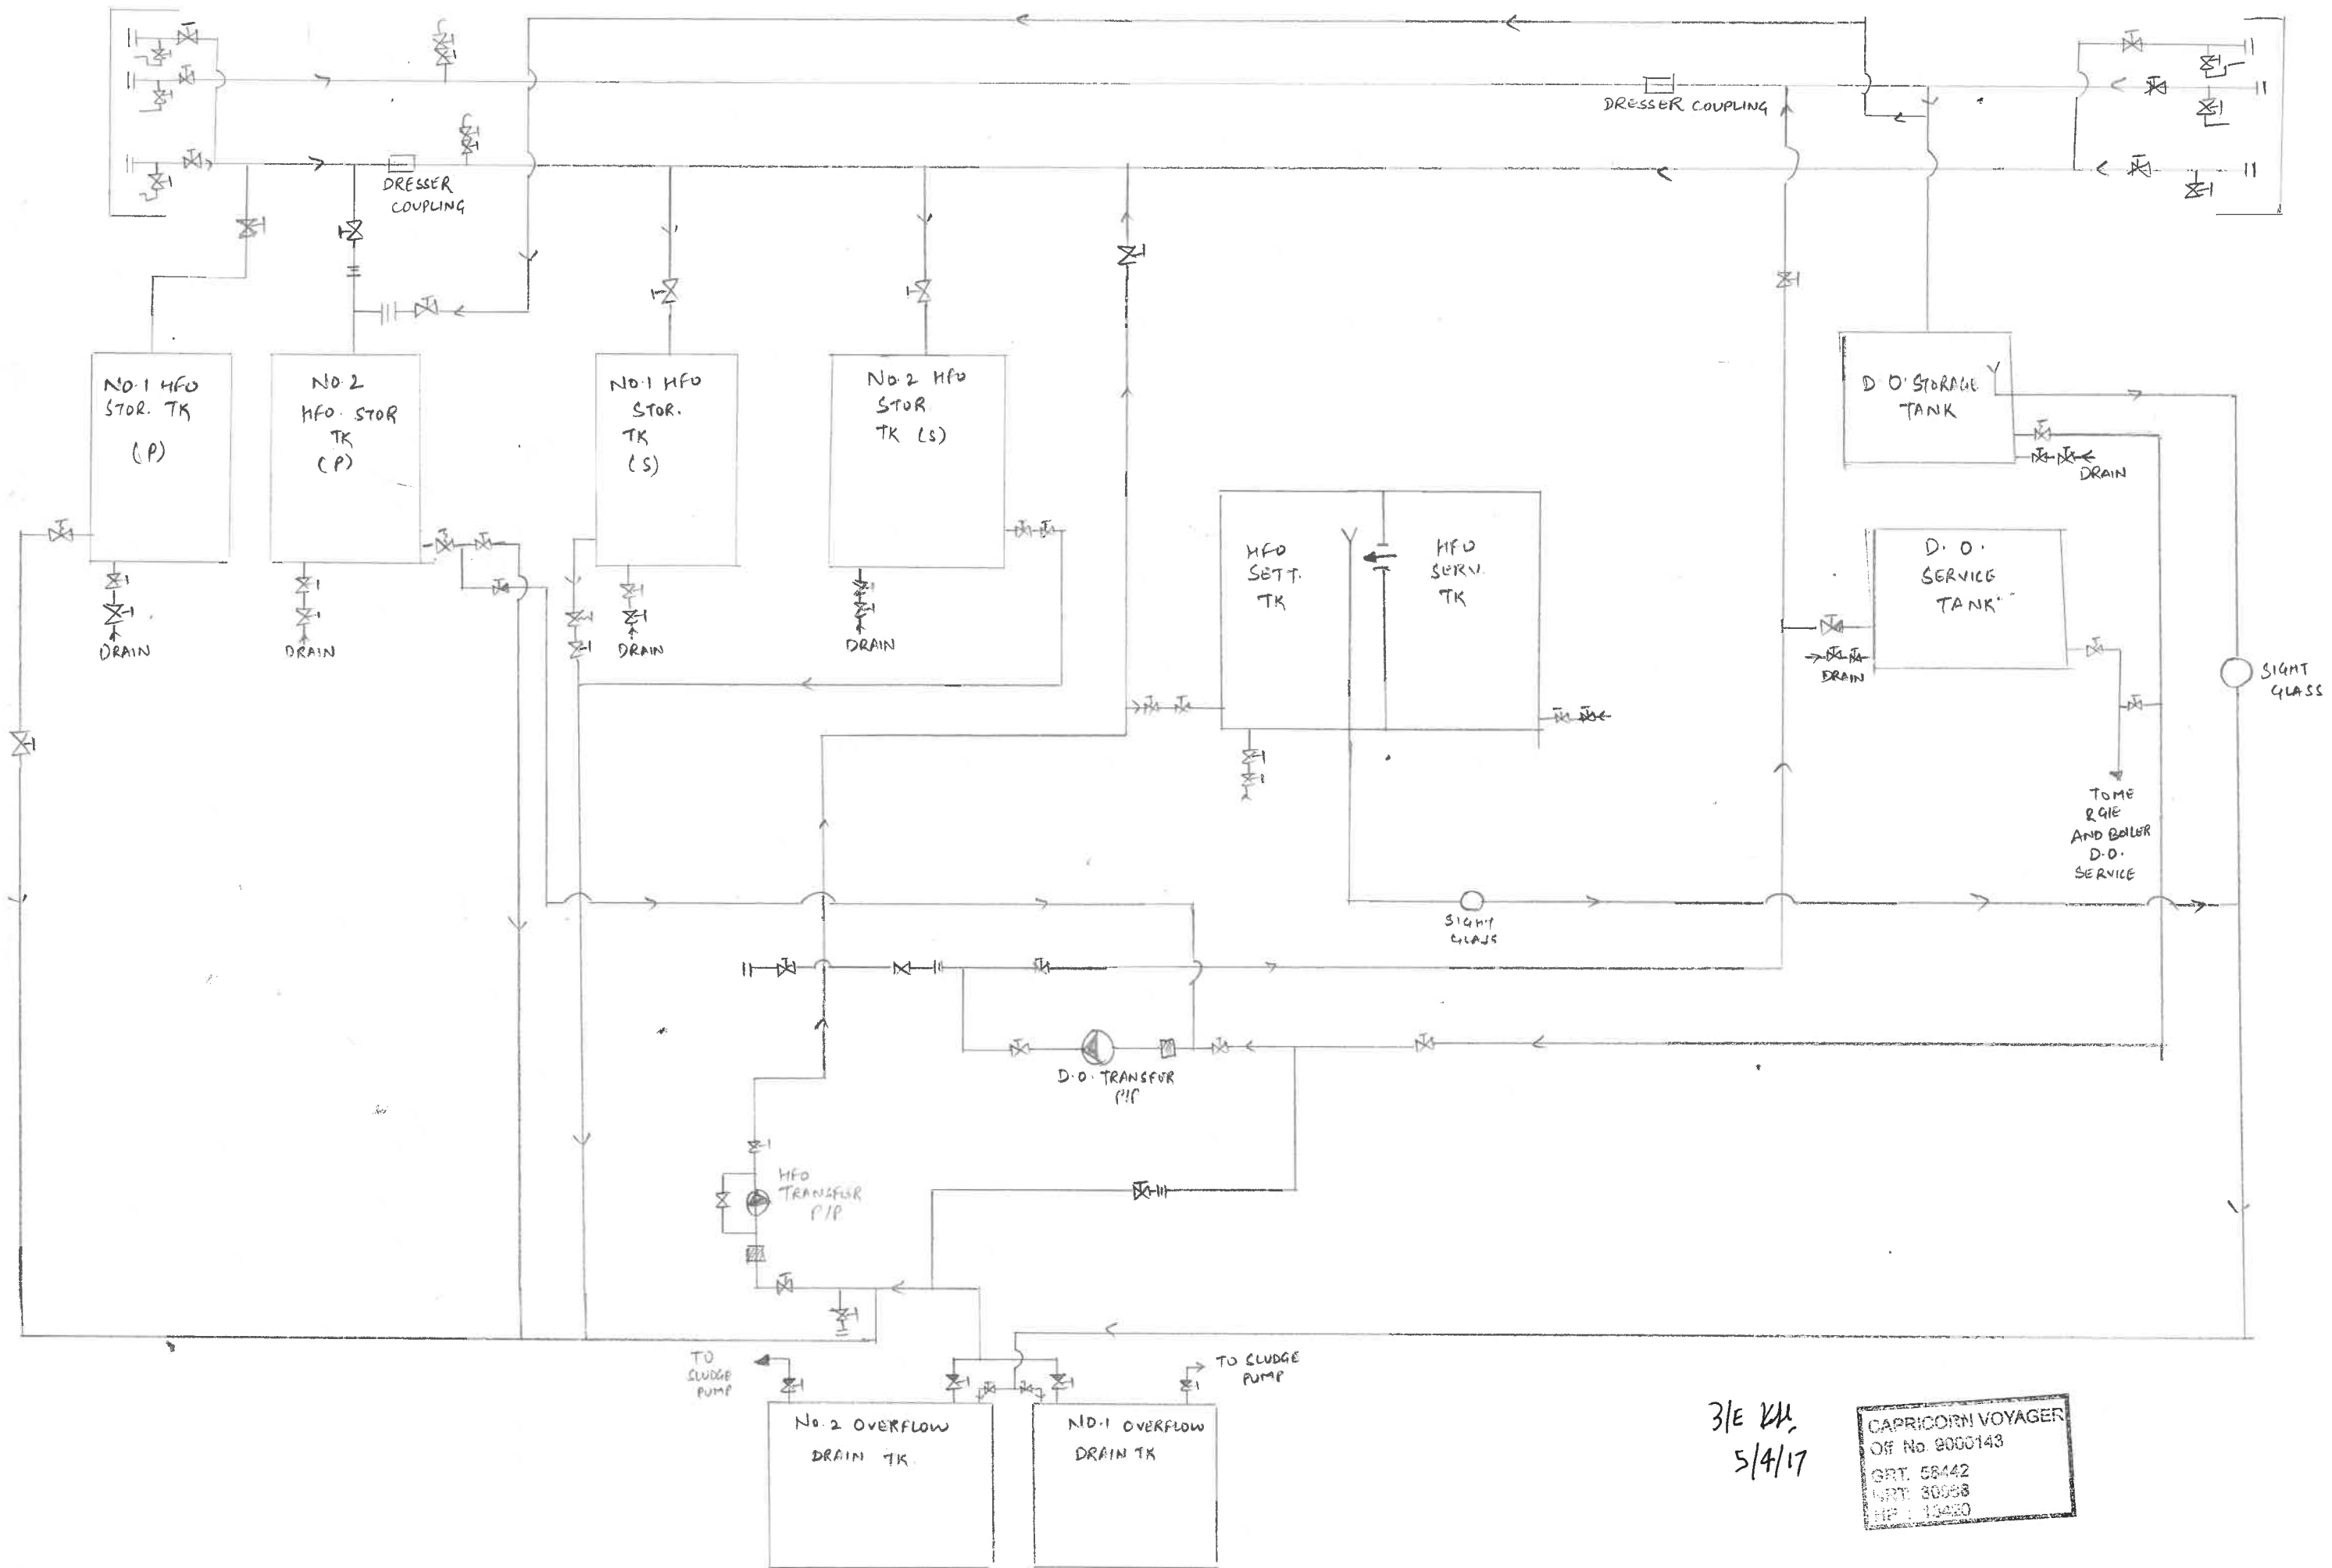 DRESSER COUPLING
DRESSER
COUPLING
NO.1 HFO
STOR. TK
(P)
NO.2
HFO. STOR
TK
(P)
NO.1 HFO
STOR.
TK
(S)
NO.2 HFO
STOR
TK (S)
D O STORAGE
TANK
DRAIN
HFO
SETT.
TK
HFO
SERV.
TK
D. O.
SERVICE
TANK
DRAIN
DRAIN
DRAIN
DRAIN
DRAIN
DRAIN
SIGHT
GLASS
TO ME
& G/E
AND BOILER
D.O.
SERVICE
SIGHT
GLASS
D.O. TRANSFER
P/P
HFO
TRANSFER
P/P
TO
SLUDGE
PUMP
TO SLUDGE
PUMP
NO.2 OVERFLOW
DRAIN TK
NO.1 OVERFLOW
DRAIN TK
3/E
5/4/17
CAPRICORN VOYAGER
Off No. 9000143
GRT. 58442
NRT:
HP :